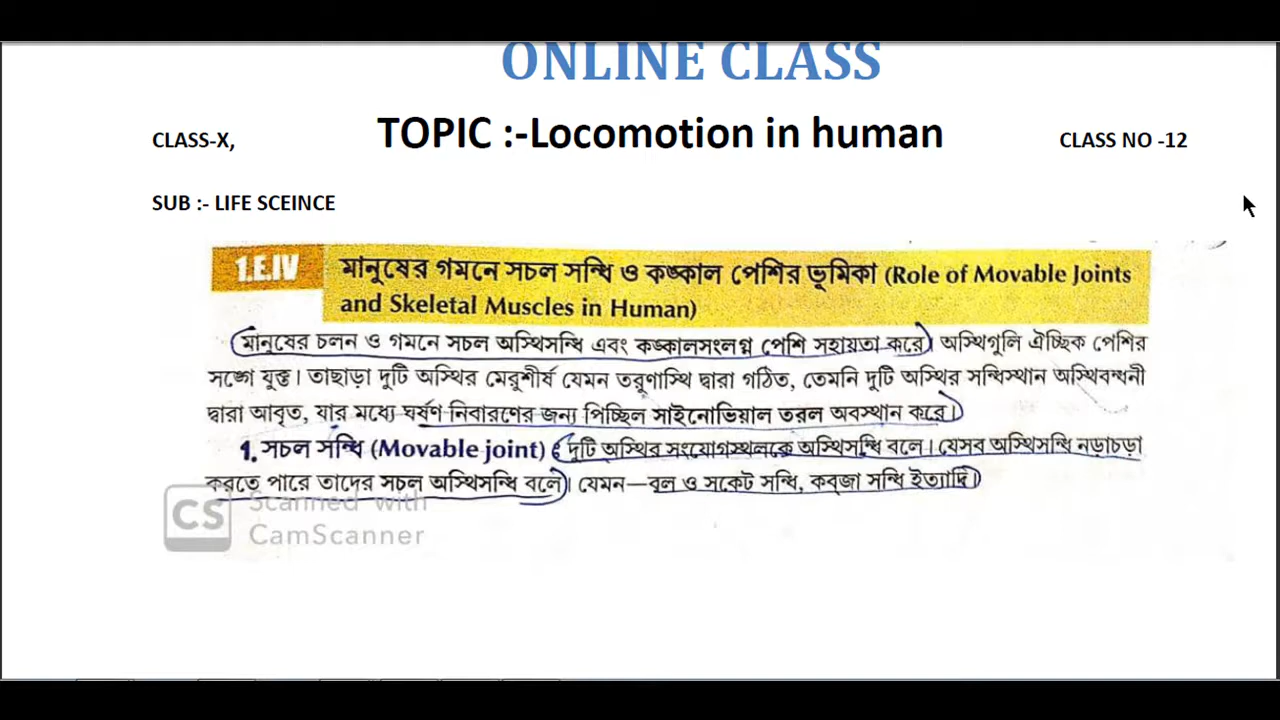 ONLINE CLASS
CLASS-X, TOPIC :-Locomotion in human CLASS NO -12
SUB :- LIFE SCEINCE
1.E.IV মানুষের গমনে সচল সন্ধি ও কঙ্কাল পেশির ভূমিকা (Role of Movable Joints
and Skeletal Muscles in Human)
মানুষের চলন ও গমনে সচল অস্থিসন্ধি এবং কঙ্কালসংলগ্ন পেশি সহায়তা করে। অস্থিগুলি ঐচ্ছিক পেশির
সঙ্গে যুক্ত। তাছাড়া দুটি অস্থির মেরুশীর্ষ যেমন তরুণাস্থি দ্বারা গঠিত, তেমনি দুটি অস্থির সন্ধিস্থান অস্থিবন্ধনী
দ্বারা আবৃত, যার মধ্যে ঘর্ষণ নিবারণের জন্য পিচ্ছিল সাইনোভিয়াল তরল অবস্থান করে।
1. সচল সন্ধি (Movable joint) : দুটি অস্থির সংযোগস্থলকে অস্থিসন্ধি বলে। যেসব অস্থিসন্ধি নড়াচড়া
করতে পারে তাদের সচল অস্থিসন্ধি বলে। যেমন—বল ও সকেট সন্ধি, কব্জা সন্ধি ইত্যাদি।
CS Scanned with
CamScanner